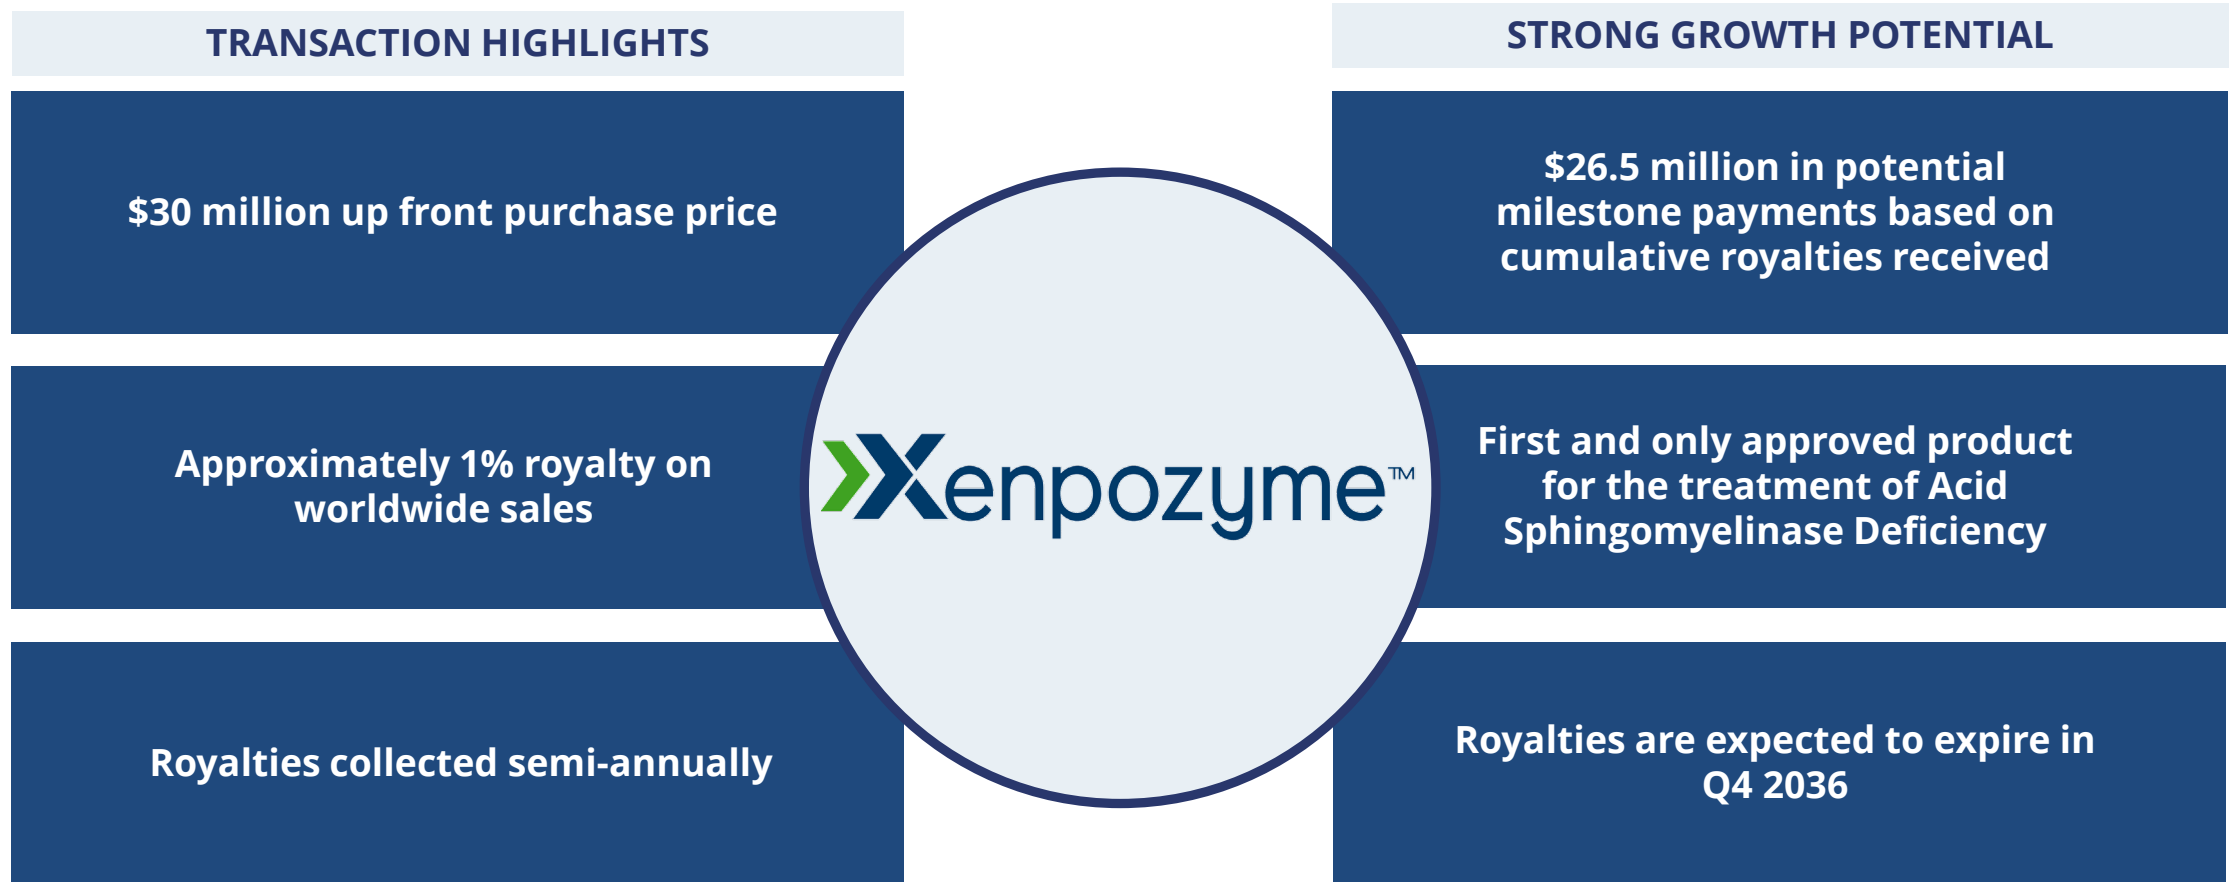 TRANSACTION HIGHLIGHTS
$30 million up front purchase price
Approximately 1% royalty on
worldwide sales
Royalties collected semi-annually
Xenpozyme™
STRONG GROWTH POTENTIAL
$26.5 million in potential
milestone payments based on
cumulative royalties received
First and only approved product
for the treatment of Acid
Sphingomyelinase Deficiency
Royalties are expected to expire in
Q4 2036